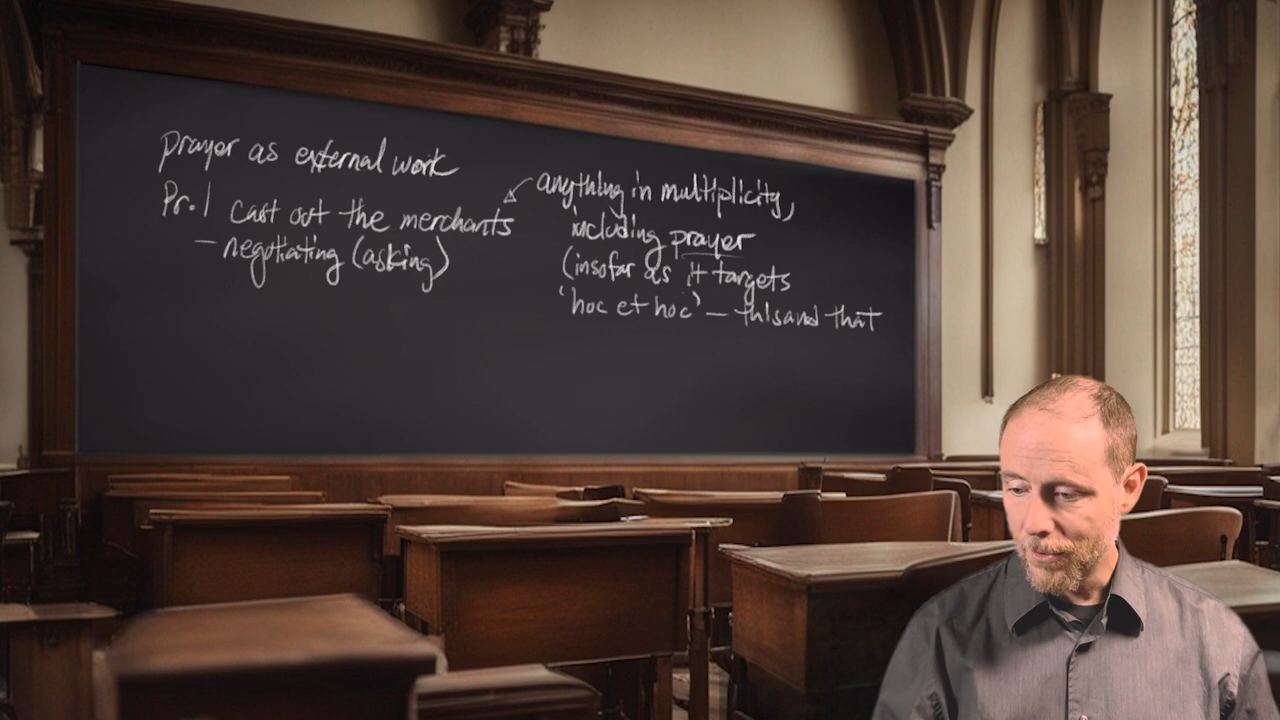 prayer as external work
Pr. 1 cast out the merchants
– negotiating (asking)
anything in multiplicity,
including prayer
(insofar as it targets
'hoc et hoc' – this and that